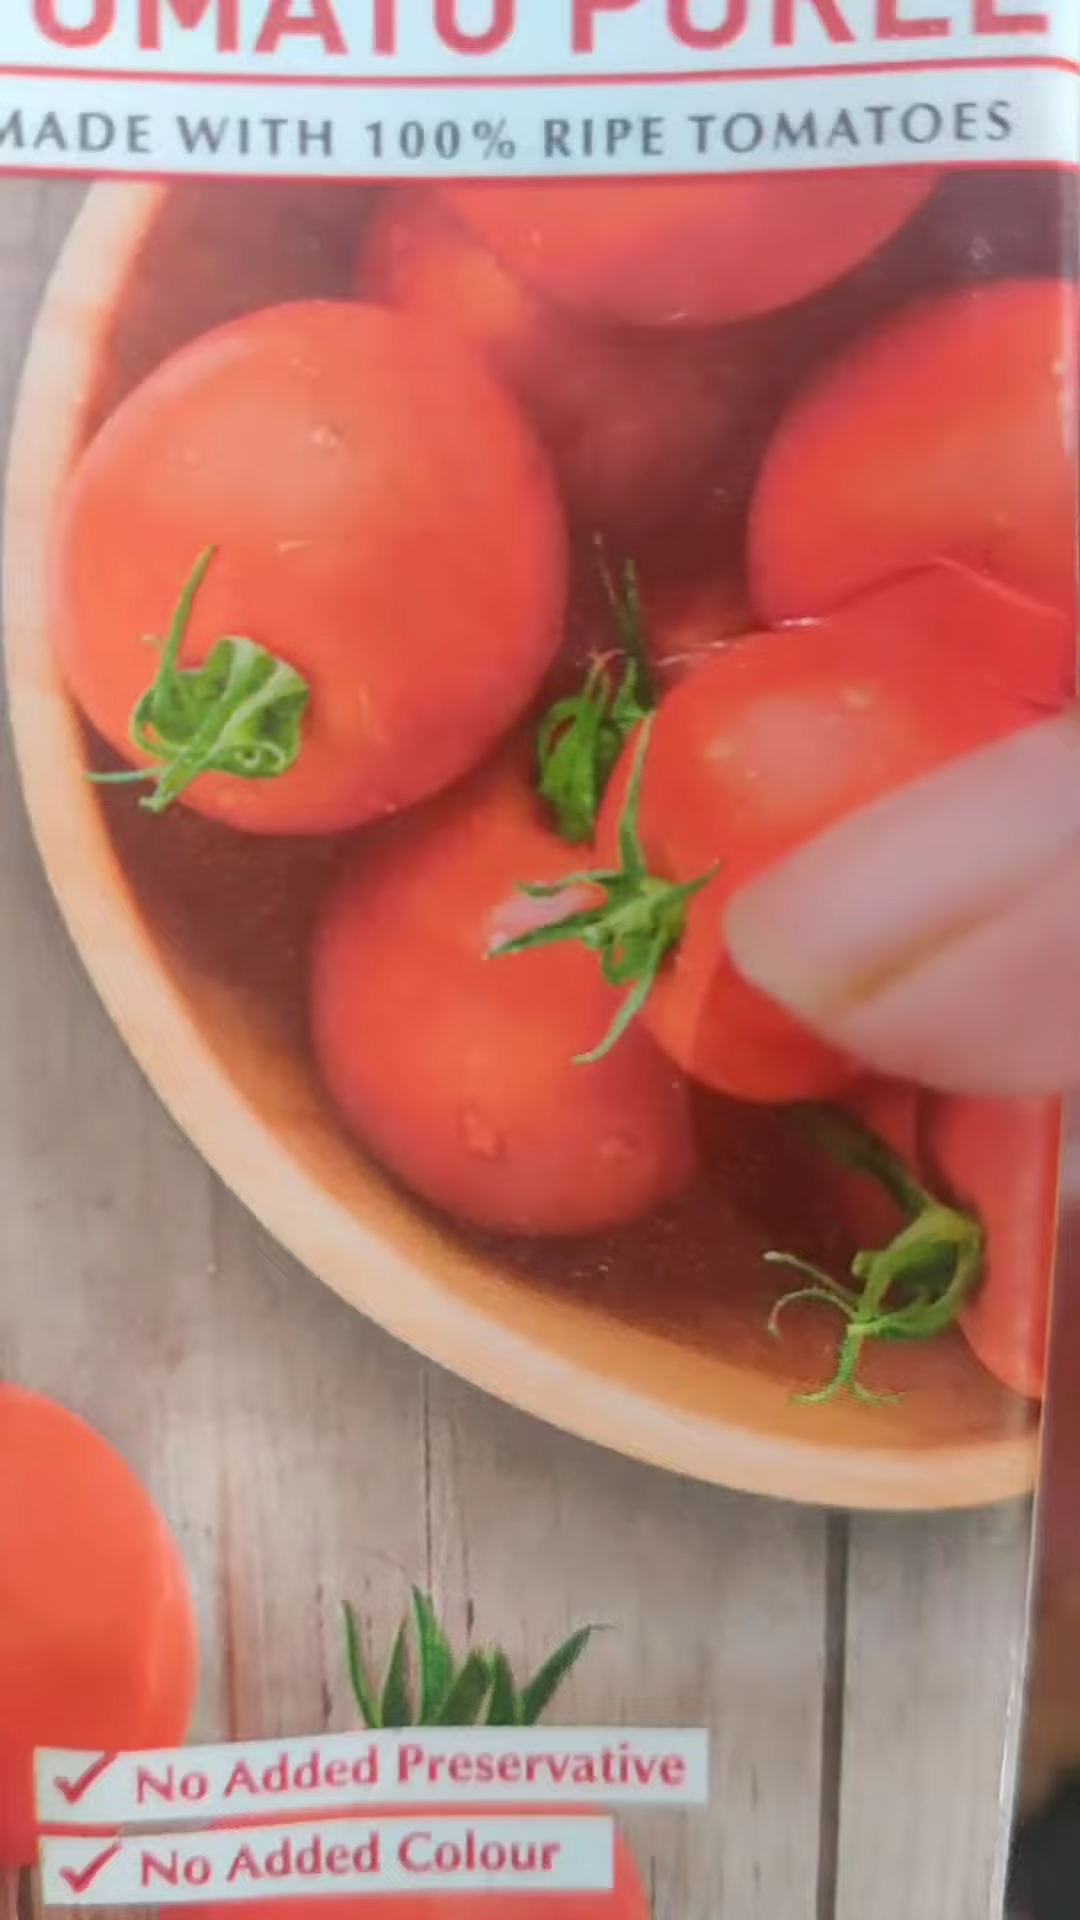 OMATO PUREE
MADE WITH 100% RIPE TOMATOES
No Added Preservative
No Added Colour